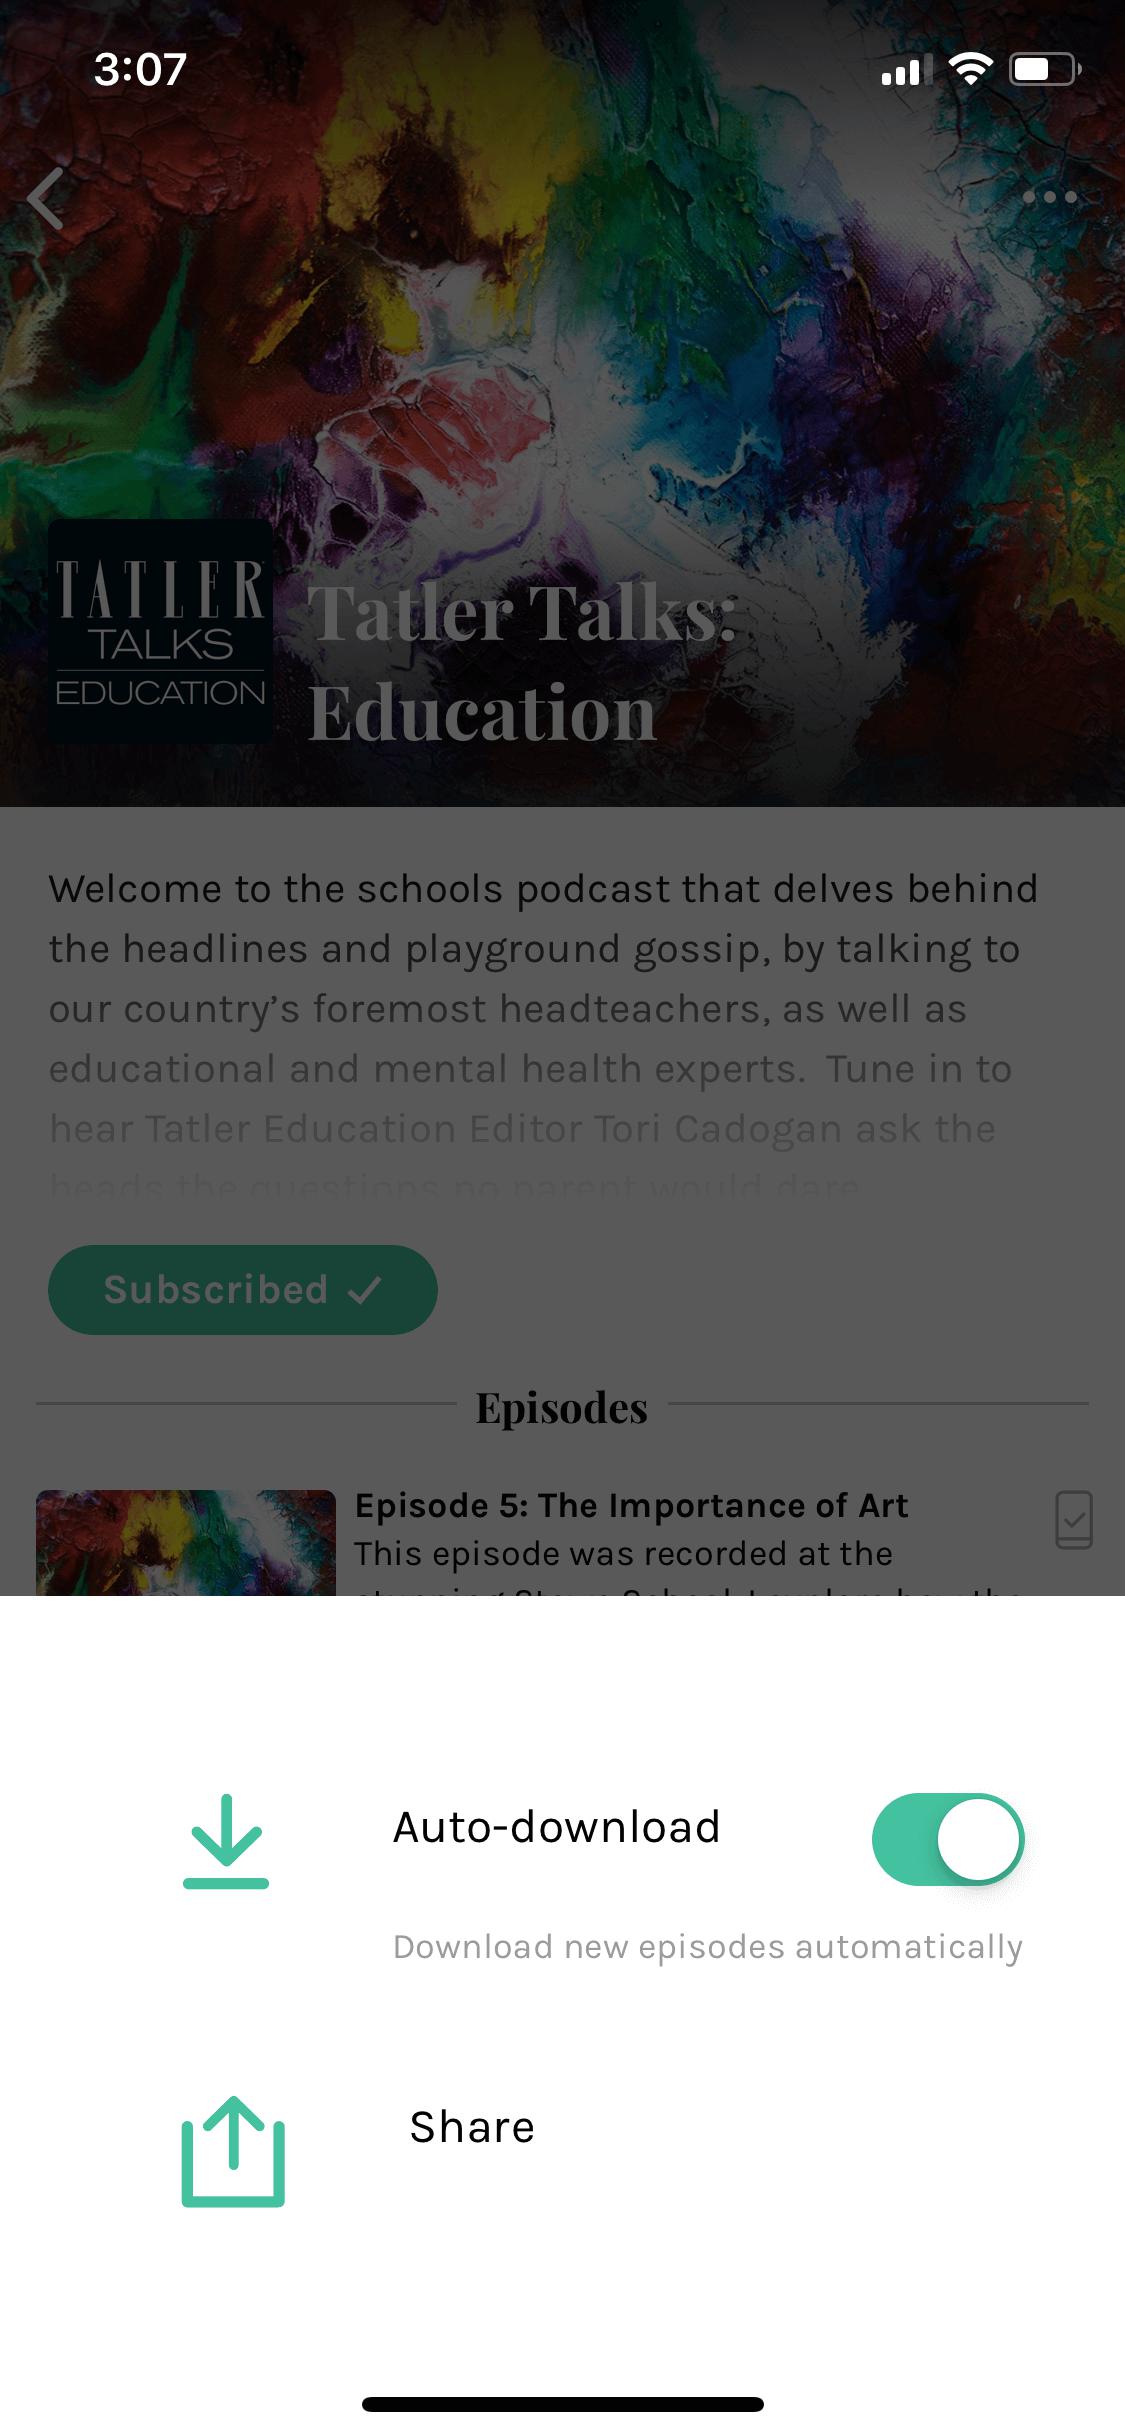 3:07
TATLER
TALKS
EDUCATION
Tatler Talks:
Education
Welcome to the schools podcast that delves behind
the headlines and playground gossip, by talking to
our country’s foremost headteachers, as well as
educational and mental health experts.  Tune in to
hear Tatler Education Editor Tori Cadogan ask the
heads the questions no parent would dare
Subscribed
Episodes
Episode 5: The Importance of Art
This episode was recorded at the
Auto-download
Download new episodes automatically
Share